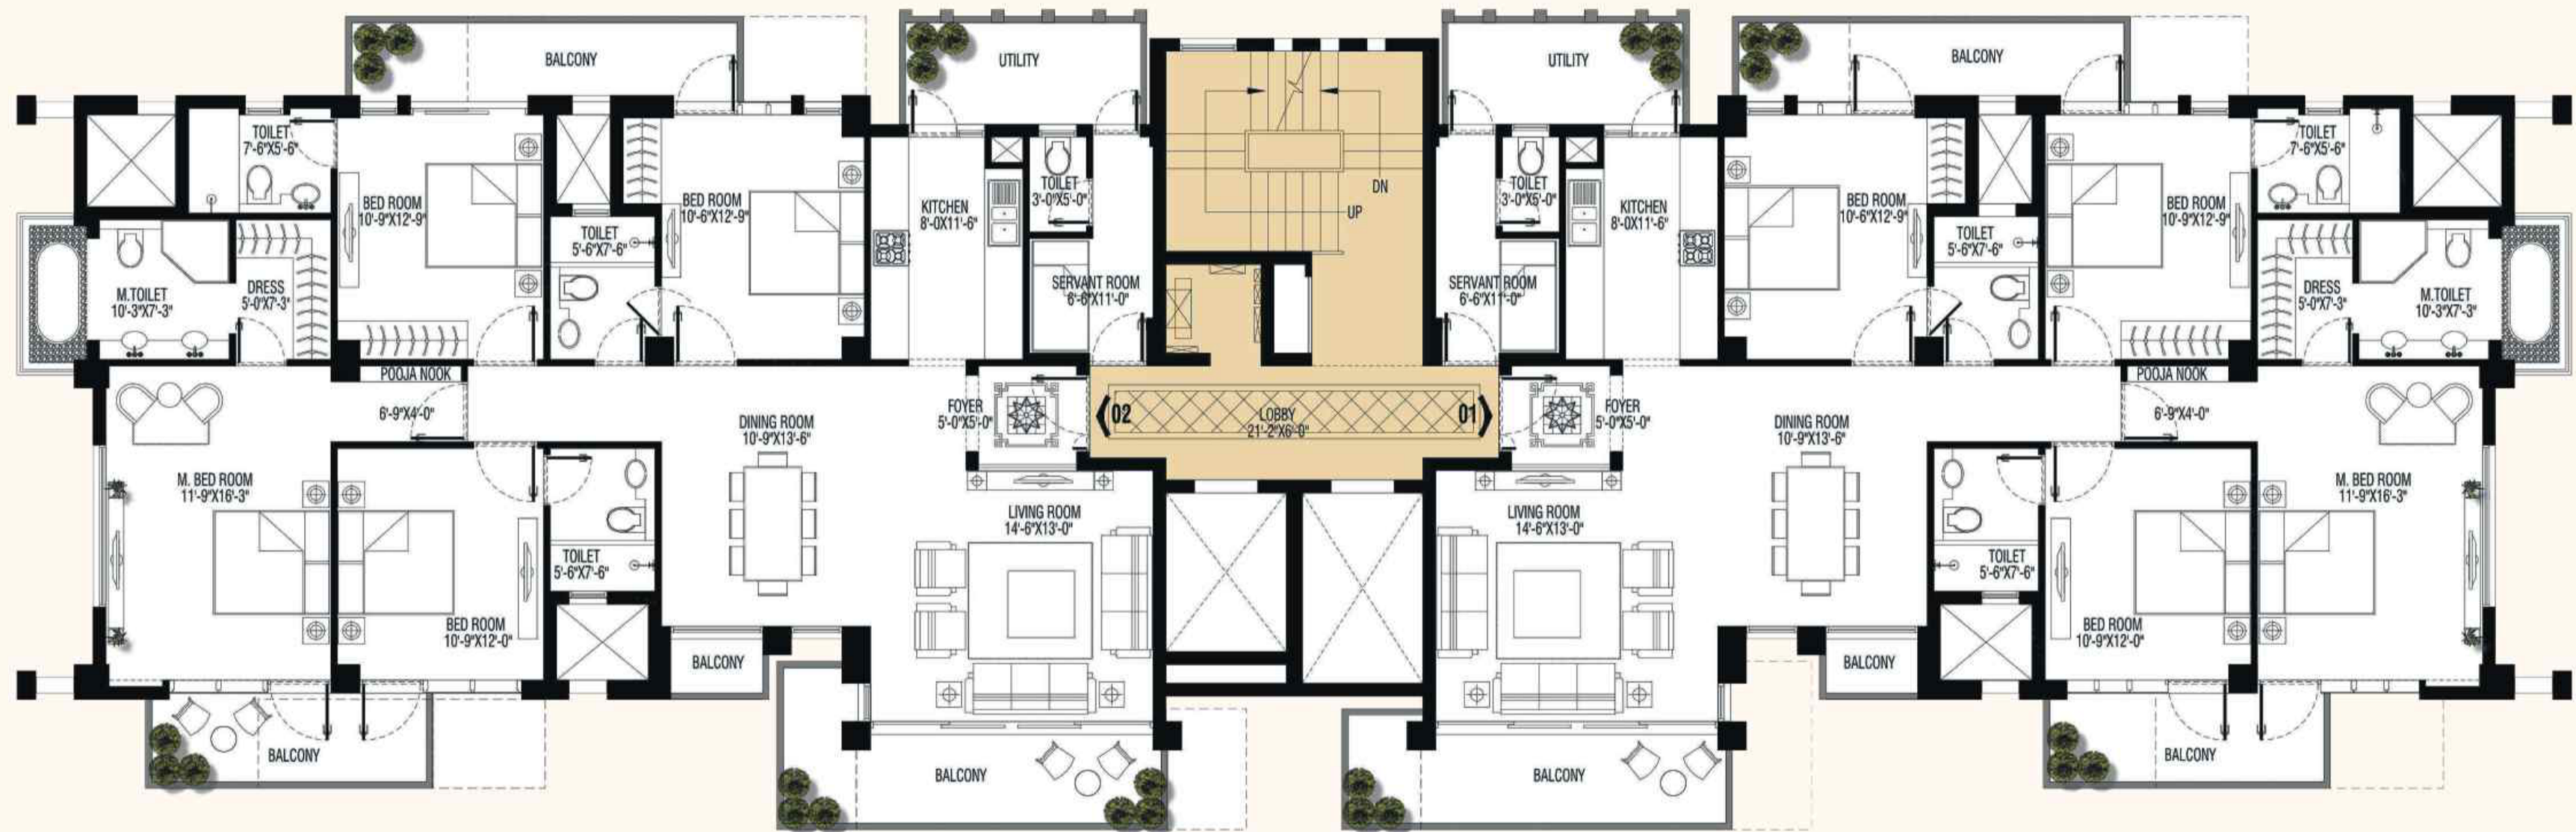 BALCONY
UTILITY
UTILITY
BALCONY
TOILET
7'-6"X5'-6"
BED ROOM
10'-9"X12'-9"
BED ROOM
10'-6"X12'-9"
TOILET
5'-6"X7'-6"
KITCHEN
8'-0X11'-6"
TOILET
3'-0"X5'-0"
DN
UP
TOILET
3'-0"X5'-0"
KITCHEN
8'-0X11'-6"
BED ROOM
10'-6"X12'-9"
TOILET
5'-6"X7'-6"
BED ROOM
10'-9"X12'-9"
TOILET
7'-6"X5'-6"
M.TOILET
10'-3"X7'-3"
DRESS
5'-0"X7'-3"
SERVANT ROOM
6'-6"X11'-0"
SERVANT ROOM
6'-6"X11'-0"
DRESS
5'-0"X7'-3"
M.TOILET
10'-3"X7'-3"
POOJA NOOK
6'-9"X4'-0"
DINING ROOM
10'-9"X13'-6"
FOYER
5'-0"X5'-0"
02
LOBBY
21'-2"X6'-0"
01
FOYER
5'-0"X5'-0"
DINING ROOM
10'-9"X13'-6"
POOJA NOOK
6'-9"X4'-0"
M. BED ROOM
11'-9"X16'-3"
BED ROOM
10'-9"X12'-0"
TOILET
5'-6"X7'-6"
LIVING ROOM
14'-6"X13'-0"
LIVING ROOM
14'-6"X13'-0"
TOILET
5'-6"X7'-6"
BED ROOM
10'-9"X12'-0"
M. BED ROOM
11'-9"X16'-3"
BALCONY
BALCONY
BALCONY
BALCONY
BALCONY
BALCONY